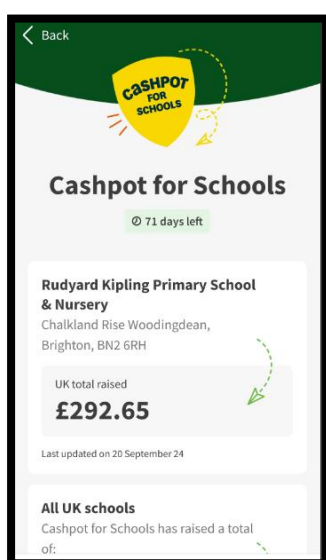 Back
CASHPOT
FOR
SCHOOLS
Cashpot for Schools
71 days left
Rudyard Kipling Primary School
& Nursery
Chalkland Rise Woodingdean,
Brighton, BN2 6RH
UK total raised
£292.65
Last updated on 20 September 24
All UK schools
Cashpot for Schools has raised a total
of: